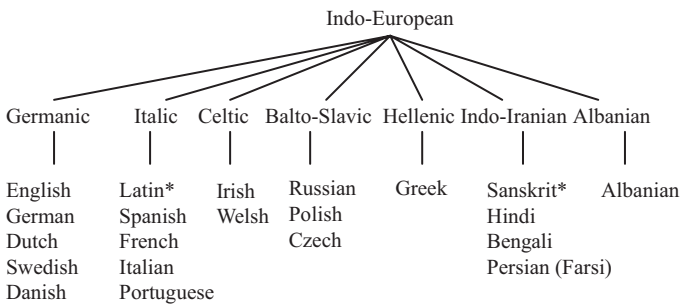 Indo-European
Germanic Italic Celtic Balto-Slavic Hellenic Indo-Iranian Albanian
English Latin* Irish Russian Greek Sanskrit* Albanian
German Spanish Welsh Polish Hindi
Dutch French Czech Bengali
Swedish Italian Persian (Farsi)
Danish Portuguese